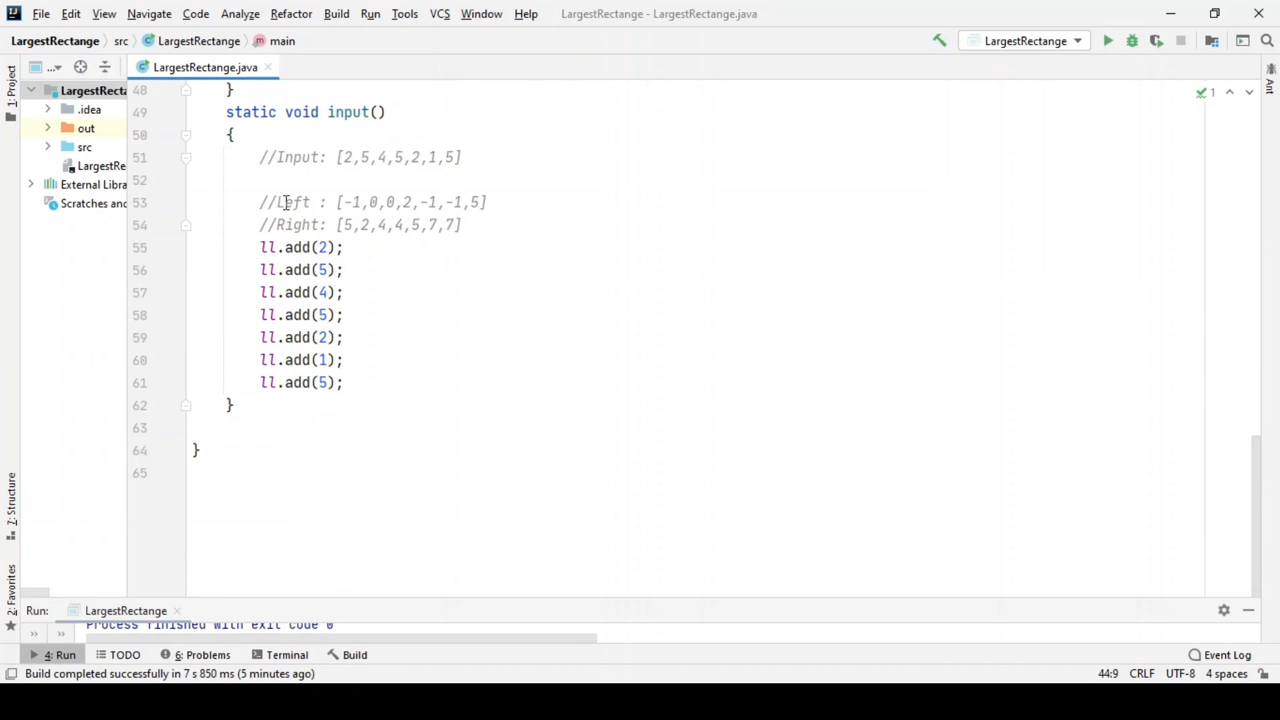 File Edit View Navigate Code Analyze Refactor Build Run Tools VCS Window Help LargestRectange - LargestRectange.java
LargestRectange src LargestRectange main LargestRectange
... LargestRectange.java
1: Project
Ant
1
LargestRecta
.idea
out
src
LargestRe
External Libra
Scratches and
48 }
49 static void input()
50 {
51 //Input: [2,5,4,5,2,1,5]
52
53 //Left : [-1,0,0,2,-1,-1,5]
54 //Right: [5,2,4,4,5,7,7]
55 ll.add(2);
56 ll.add(5);
57 ll.add(4);
58 ll.add(5);
59 ll.add(2);
60 ll.add(1);
61 ll.add(5);
62 }
63
64 }
65
Z: Structure
2: Favorites
Run: LargestRectange
Process finished with exit code 0
4: Run TODO 6: Problems Terminal Build Event Log
Build completed successfully in 7 s 850 ms (5 minutes ago) 44:9 CRLF UTF-8 4 spaces